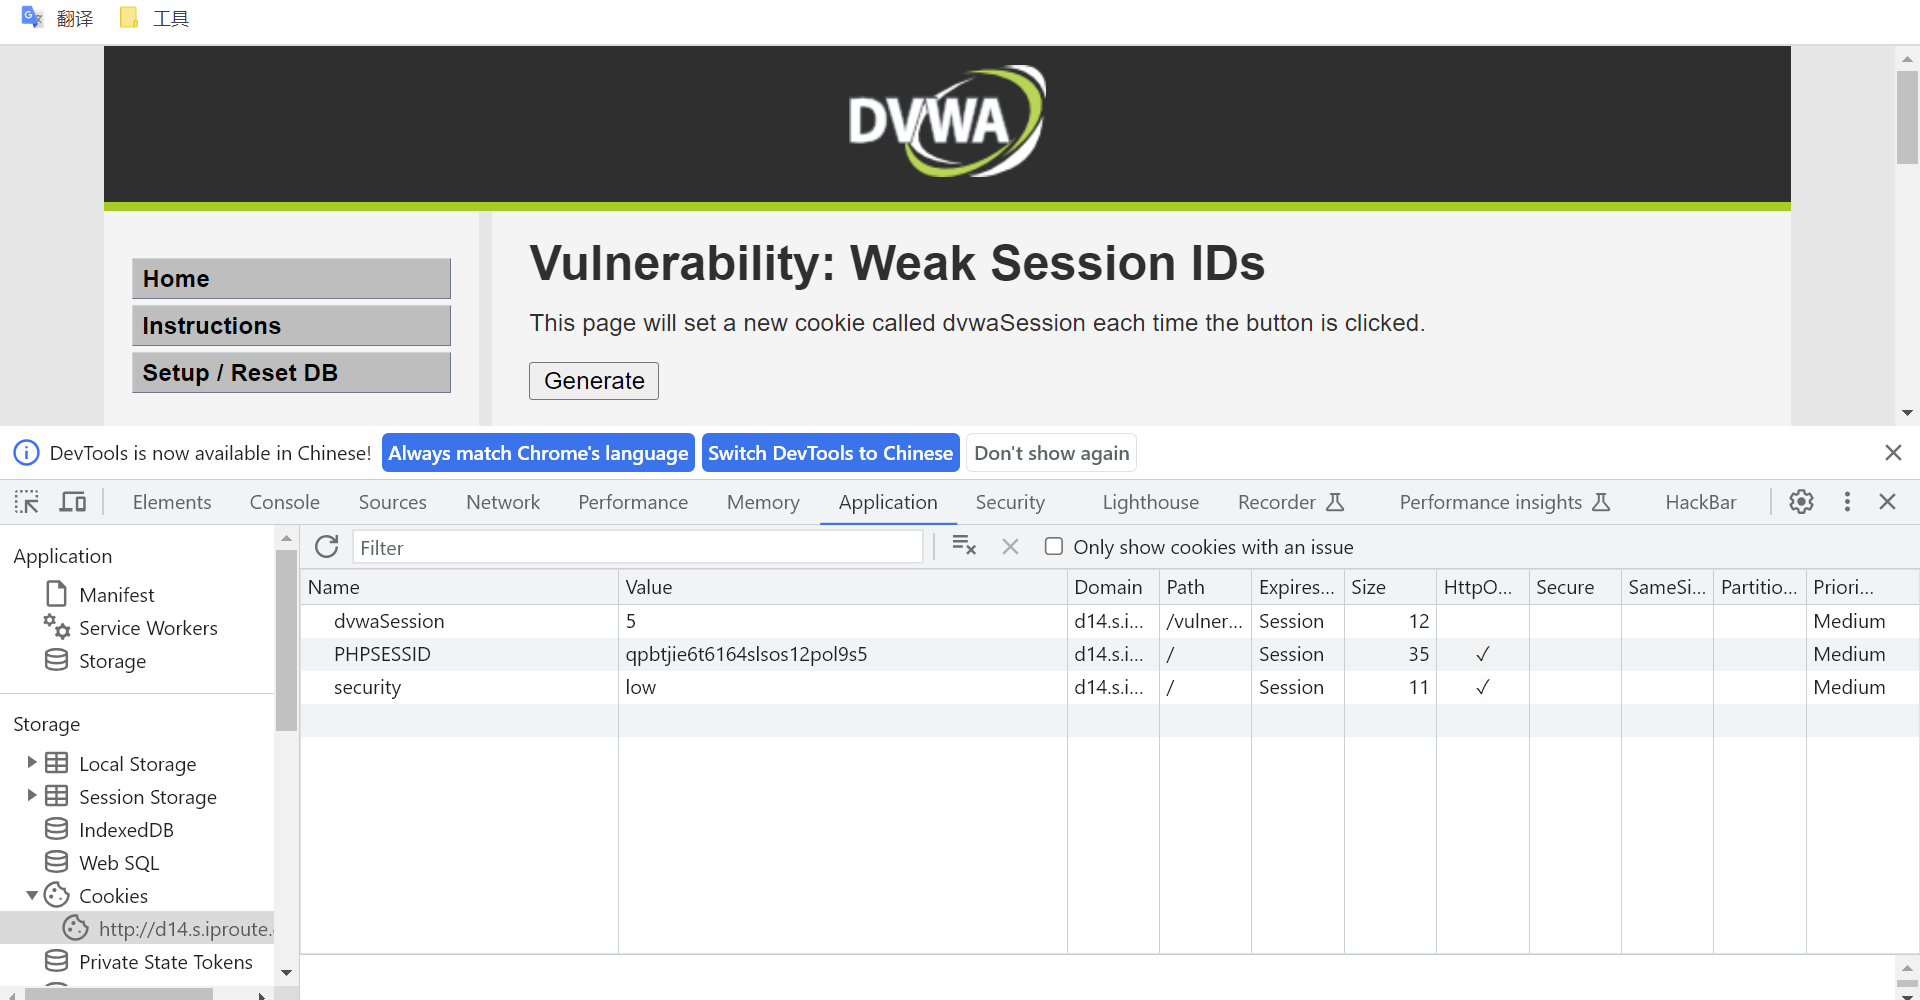 翻译 工具
DVWA
Home
Instructions
Setup / Reset DB
Vulnerability: Weak Session IDs
This page will set a new cookie called dvwaSession each time the button is clicked.
Generate
DevTools is now available in Chinese! Always match Chrome's language Switch DevTools to Chinese Don't show again
Elements Console Sources Network Performance Memory Application Security Lighthouse Recorder Performance insights HackBar
Application
Manifest
Service Workers
Storage
Storage
Local Storage
Session Storage
IndexedDB
Web SQL
Cookies
http://d14.s.iproute.
Private State Tokens
Filter Only show cookies with an issue
Name Value Domain Path Expires... Size HttpO... Secure SameSi... Partitio... Priori...
dvwaSession 5 d14.s.i... /vulner... Session 12 Medium
PHPSESSID qpbtjie6t6164slsos12pol9s5 d14.s.i... / Session 35 ✓ Medium
security low d14.s.i... / Session 11 ✓ Medium